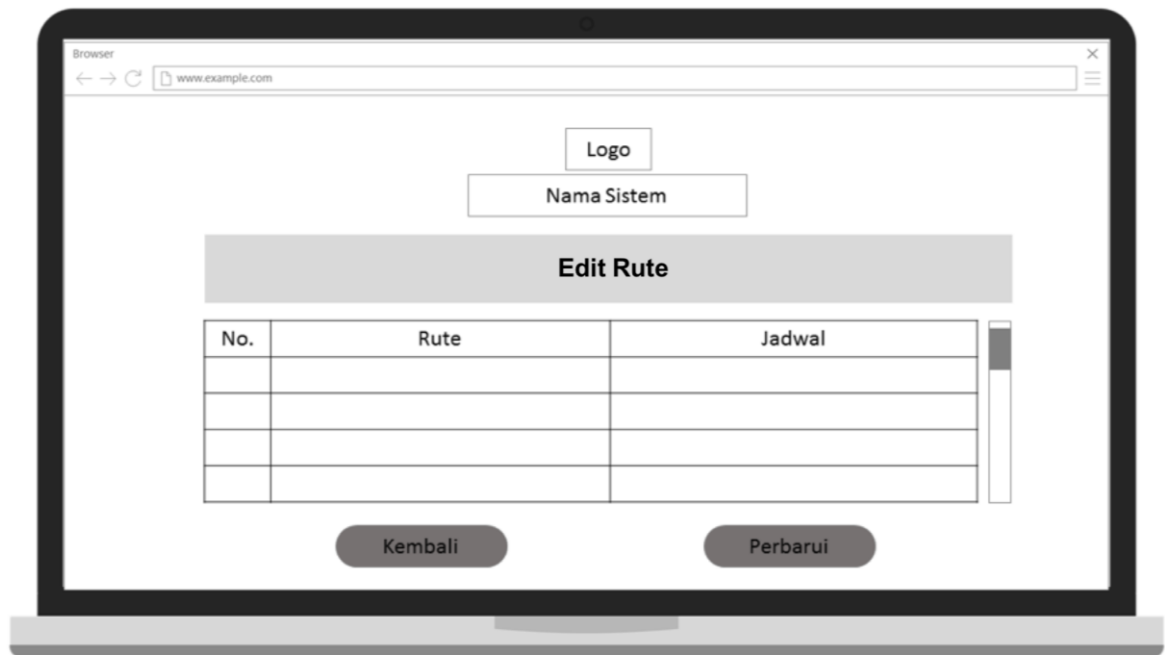 Browser
www.example.com
Logo
Nama Sistem
Edit Rute
No. Rute Jadwal
Kembali Perbarui